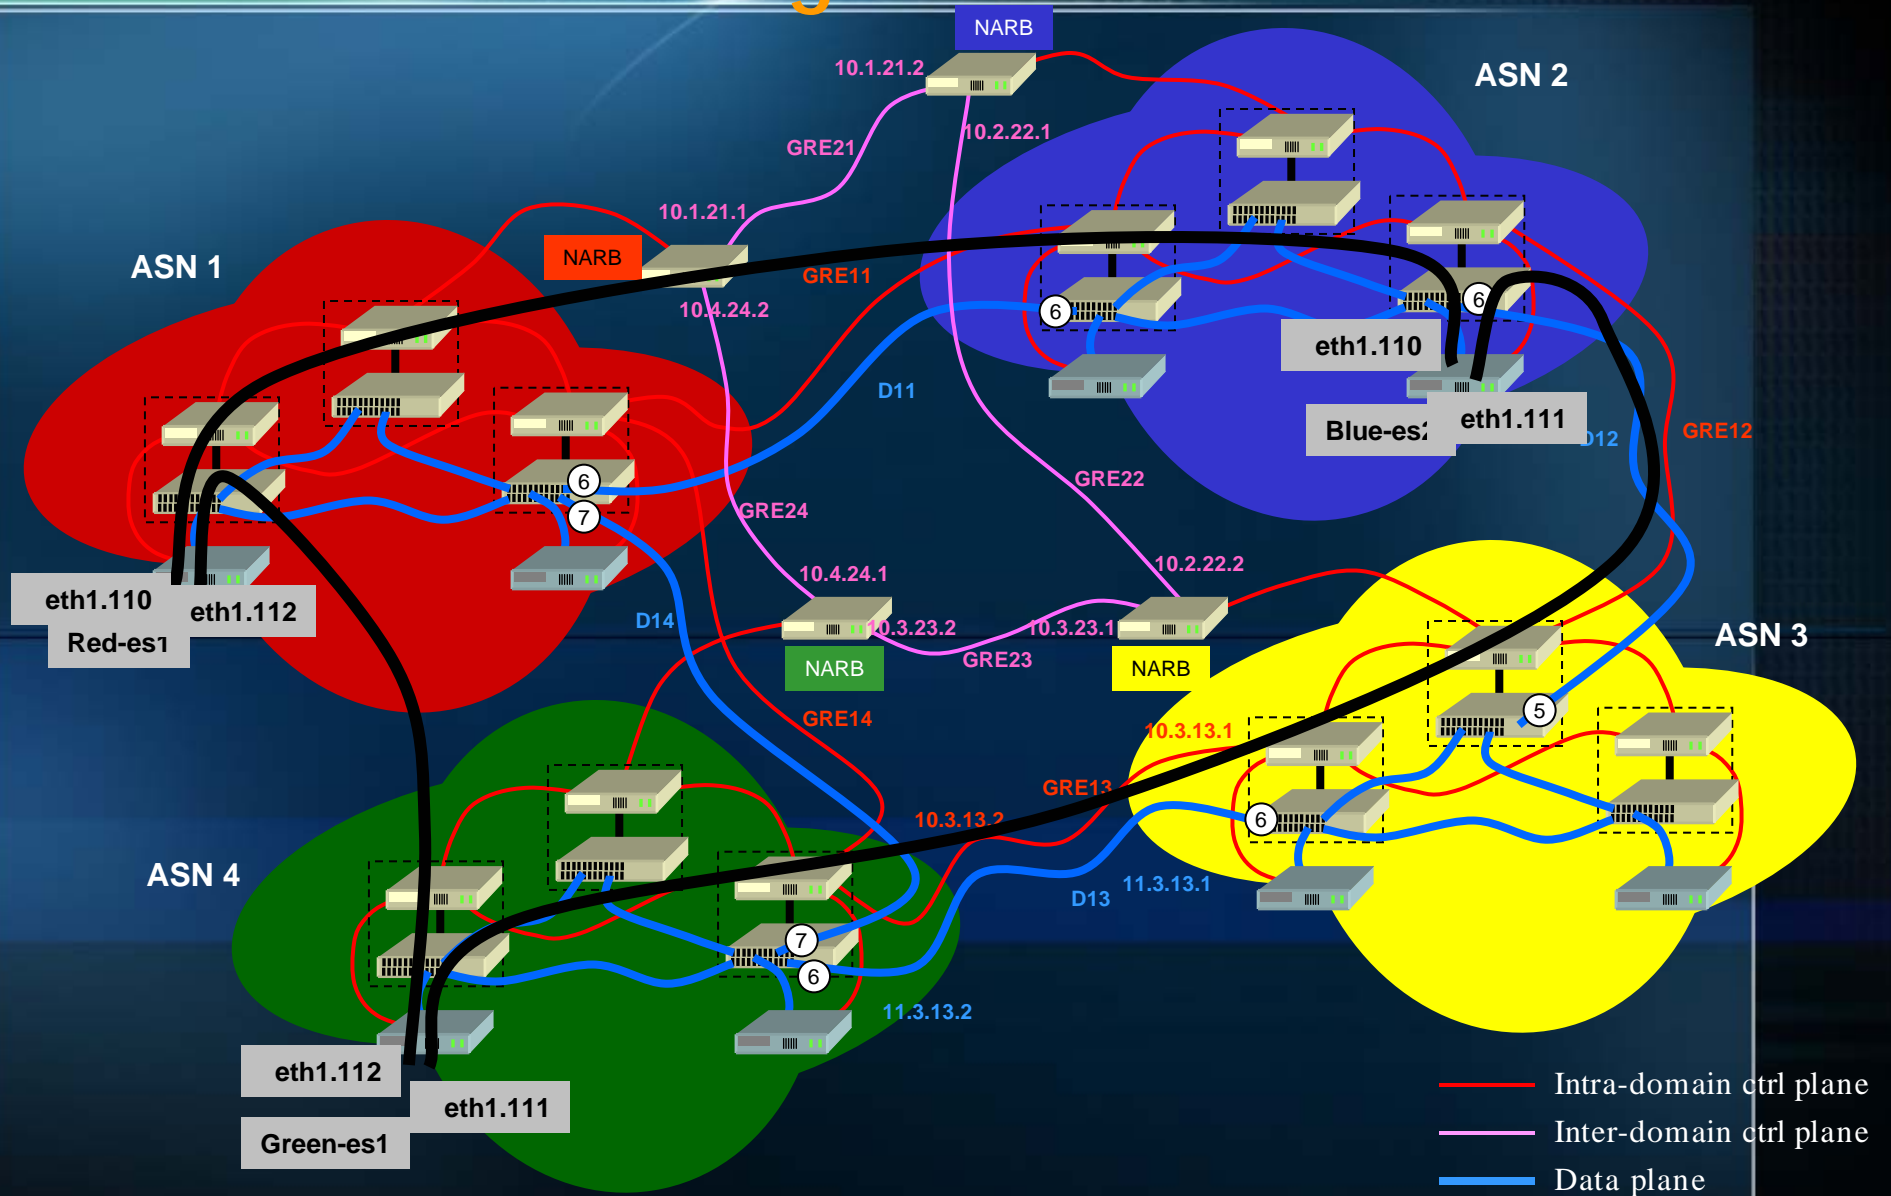 NARB
ASN 2
10.1.21.2
10.2.22.1
GRE21
10.1.21.1
ASN 1
NARB
GRE11
10.4.24.2
6
6
eth1.110
D11
eth1.111
Blue-es2
D12
GRE12
GRE22
6
7
GRE24
10.2.22.2
10.4.24.1
eth1.110
eth1.112
Red-es1
D14
10.3.23.2
10.3.23.1
GRE23
ASN 3
NARB
NARB
5
GRE14
10.3.13.1
GRE13
10.3.13.2
6
ASN 4
11.3.13.1
D13
7
6
11.3.13.2
eth1.112
eth1.111
Green-es1
Intra-domain ctrl plane
Inter-domain ctrl plane
Data plane